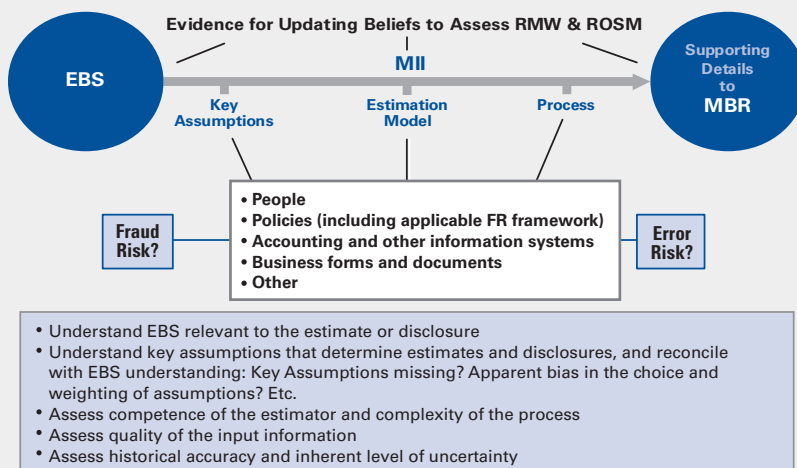 Evidence for Updating Beliefs to Assess RMW & ROSM
EBS
MII
Supporting
Details
to
MBR
Key
Assumptions
Estimation
Model
Process
• People
• Policies (including applicable FR framework)
• Accounting and other information systems
• Business forms and documents
• Other
Fraud
Risk?
Error
Risk?
• Understand EBS relevant to the estimate or disclosure
• Understand key assumptions that determine estimates and disclosures, and reconcile
with EBS understanding: Key Assumptions missing? Apparent bias in the choice and
weighting of assumptions? Etc.
• Assess competence of the estimator and complexity of the process
• Assess quality of the input information
• Assess historical accuracy and inherent level of uncertainty